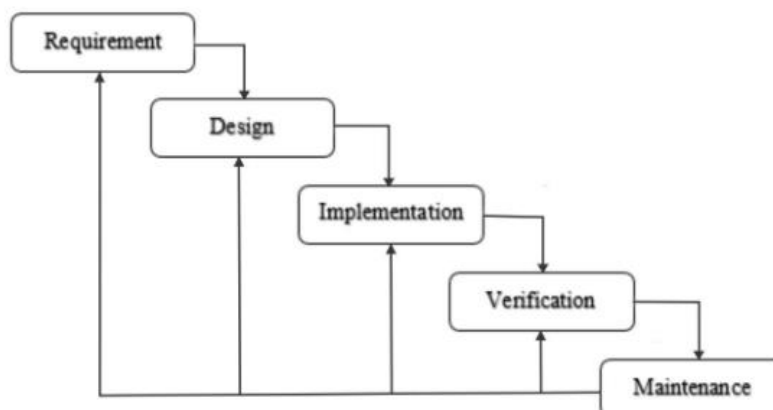 Requirement
Design
Implementation
Verification
Maintenance